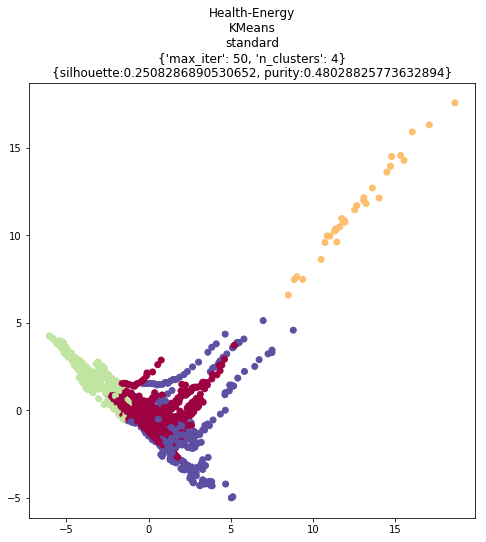 Health-Energy
KMeans
standard
{'max_iter': 50, 'n_clusters': 4}
{silhouette:0.2508286890530652, purity:0.48028825773632894}
15
10
5
0
−5
−5
0
5
10
15